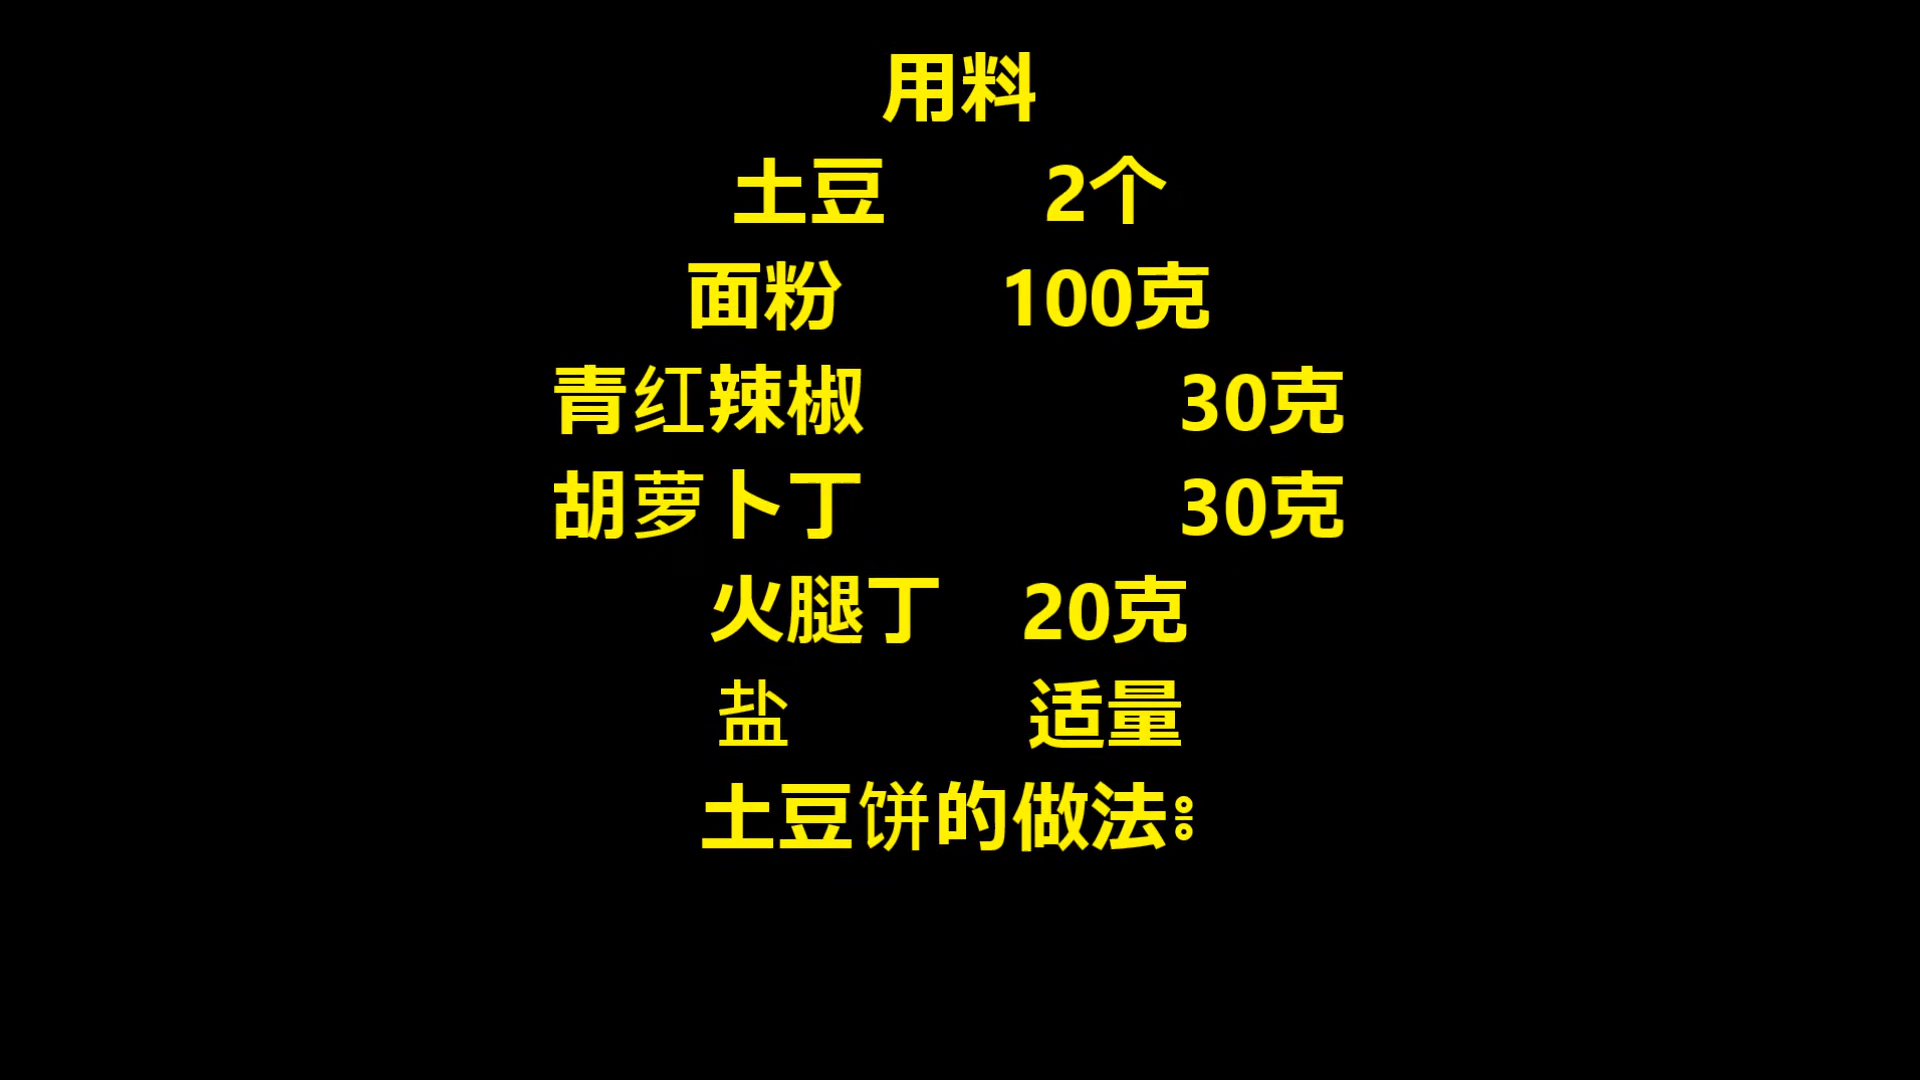 用料
土豆 2个
面粉 100克
青红辣椒 30克
胡萝卜丁 30克
火腿丁 20克
盐 适量
土豆饼的做法：